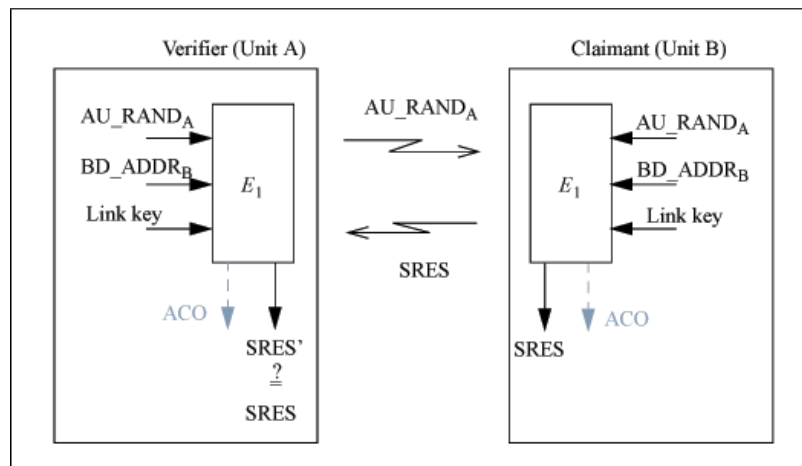 Verifier (Unit A)
Claimant (Unit B)
AU_RANDA
BD_ADDRB
Link key
E1
ACO
SRES’
?
=
SRES
AU_RANDA
SRES
E1
AU_RANDA
BD_ADDRB
Link key
SRES
ACO